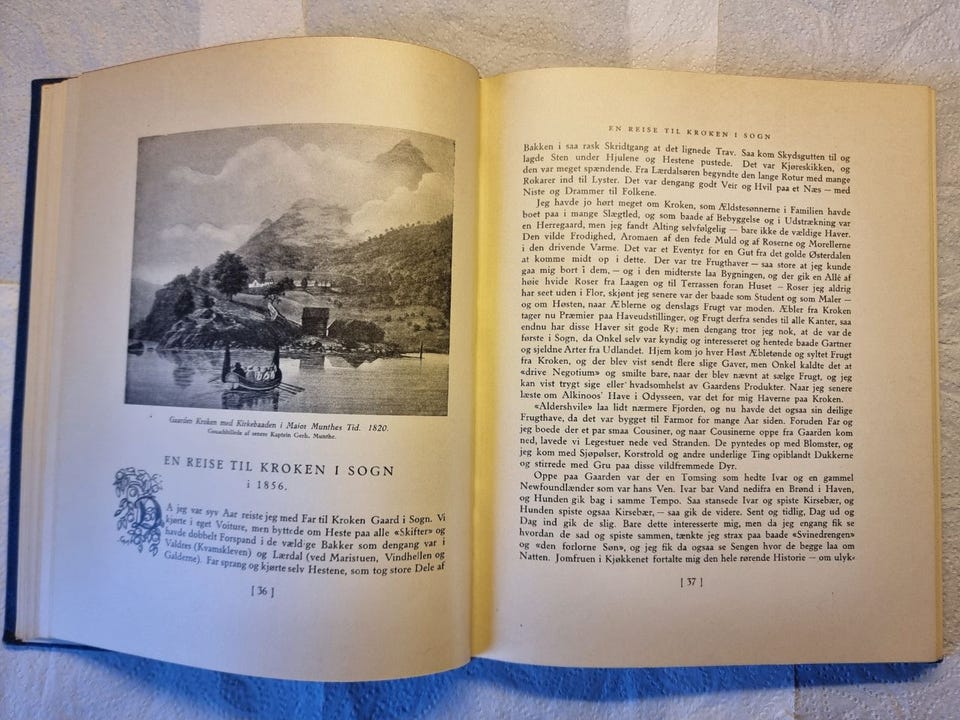 Gaarden Kroken med Kirkebaaden i Maior Munthes Tid. 1820.
Gouachbillede af senere Kaptein Gerh. Munthe.
EN REISE TIL KROKEN I SOGN
i 1856.
DA jeg var syv Aar reiste jeg med Far til Kroken Gaard i Sogn. Vi
kjørte i eget Voiture, men byttede om Heste paa alle «Skifter» og
havde dobbelt Forspand i de vældige Bakker som dengang var i
Valdres (Kvamskleven) og Lærdal (ved Maristuen, Vindhellen og
Galderne). Far sprang og kjørte selv Hestene, som tog store Dele af
[ 36 ]
EN REISE TIL KROKEN I SOGN
Bakken i saa rask Skridtgang at det lignede Trav. Saa kom Skydsgutten til og
lagde Sten under Hjulene og Hestene pustede. Det var Kjøreskikken, og
den var meget spændende. Fra Lærdalsøren begyndte den lange Rotur med mange
Rokarer ind til Lyster. Det var dengang godt Veir og Hvil paa et Næs — med
Niste og Drammer til Folkene.
Jeg havde jo hørt meget om Kroken, som Ældstesønnerne i Familien havde
boet paa i mange Slægtled, og som baade af Bebyggelse og i Udstrækning var
en Herregaard, men jeg fandt Alting selvfølgelig — bare ikke de vældige Haver.
Den vilde Frodighed, Aromaen af den fede Muld og af Roserne og Morellerne
i den drivende Varme. Det var et Eventyr for en Gut fra det golde Østerdalen
at komme midt op i dette. Der var tre Frugthaver — saa store at jeg kunde
gaa mig bort i dem, — og i den midterste laa Bygningen, og der gik en Allé af
høie hvide Roser fra Laagen og til Terrassen foran Huset — Roser jeg aldrig
har seet uden i Flor, skjønt jeg senere var der baade som Student og som Maler —
og om Høsten, naar Æblerne og denslags Frugt var moden. Æbler fra Kroken
tager nu Præmier paa Haveudstillinger, og Frugt derfra sendes til alle Kanter, saa
endnu har disse Haver sit gode Ry; men dengang tror jeg nok, at de var de
første i Sogn, da Onkel selv var kyndig og interesseret og hentede baade Gartner
og sjeldne Arter fra Udlandet. Hjem kom jo hver Høst Æbletønde og syltet Frugt
fra Kroken, og der blev vist sendt flere slige Gaver, men Onkel kaldte det at
«drive Negotium» og smilte bare, naar der blev nævnt at sælge Frugt, og jeg
kan vist trygt sige eller hvadsomhelst av Gaardens Produkter. Naar jeg senere
læste om Alkinoos' Have i Odysseen, var det for mig Haverne paa Kroken.
«Aldershvile» laa lidt nærmere Fjorden, og nu havde det ogsaa sin deilige
Frugthave, da det var bygget til Farmor for mange Aar siden. Foruden Far og
jeg boede der et par smaa Cousiner, og naar Cousinerne oppe fra Gaarden kom
ned, lavede vi Legestuer nede ved Stranden. De pyntedes op med Blomster, og
jeg kom med Sjøpølser, Korstrold og andre underlige Ting opiblandt Dukkerne
og stirrede med Gru paa disse vildfremmede Dyr.
Oppe paa Gaarden var der en Tomsing som hedte Ivar og en gammel
Newfoundlænder som var hans Ven. Ivar bar Vand nedifra en Brønd i Haven,
og Hunden gik bag i samme Tempo. Saa stansede Ivar og spiste Kirsebær, og
Hunden spiste ogsaa Kirsebær, — saa gik de videre. Sent og tidlig, Dag ud og
Dag ind gik de slig. Bare dette interesserte mig, men da jeg engang fik se
hvordan de sad og spiste sammen, tænkte jeg strax paa baade «Svinedrengen»
og «den forlorne Søn», og jeg fik da ogsaa se Sengen hvor de begge laa om
Natten. Jomfruen i Kjøkkenet fortalte mig den hele rørende Historie — om ulyk-
[ 37 ]